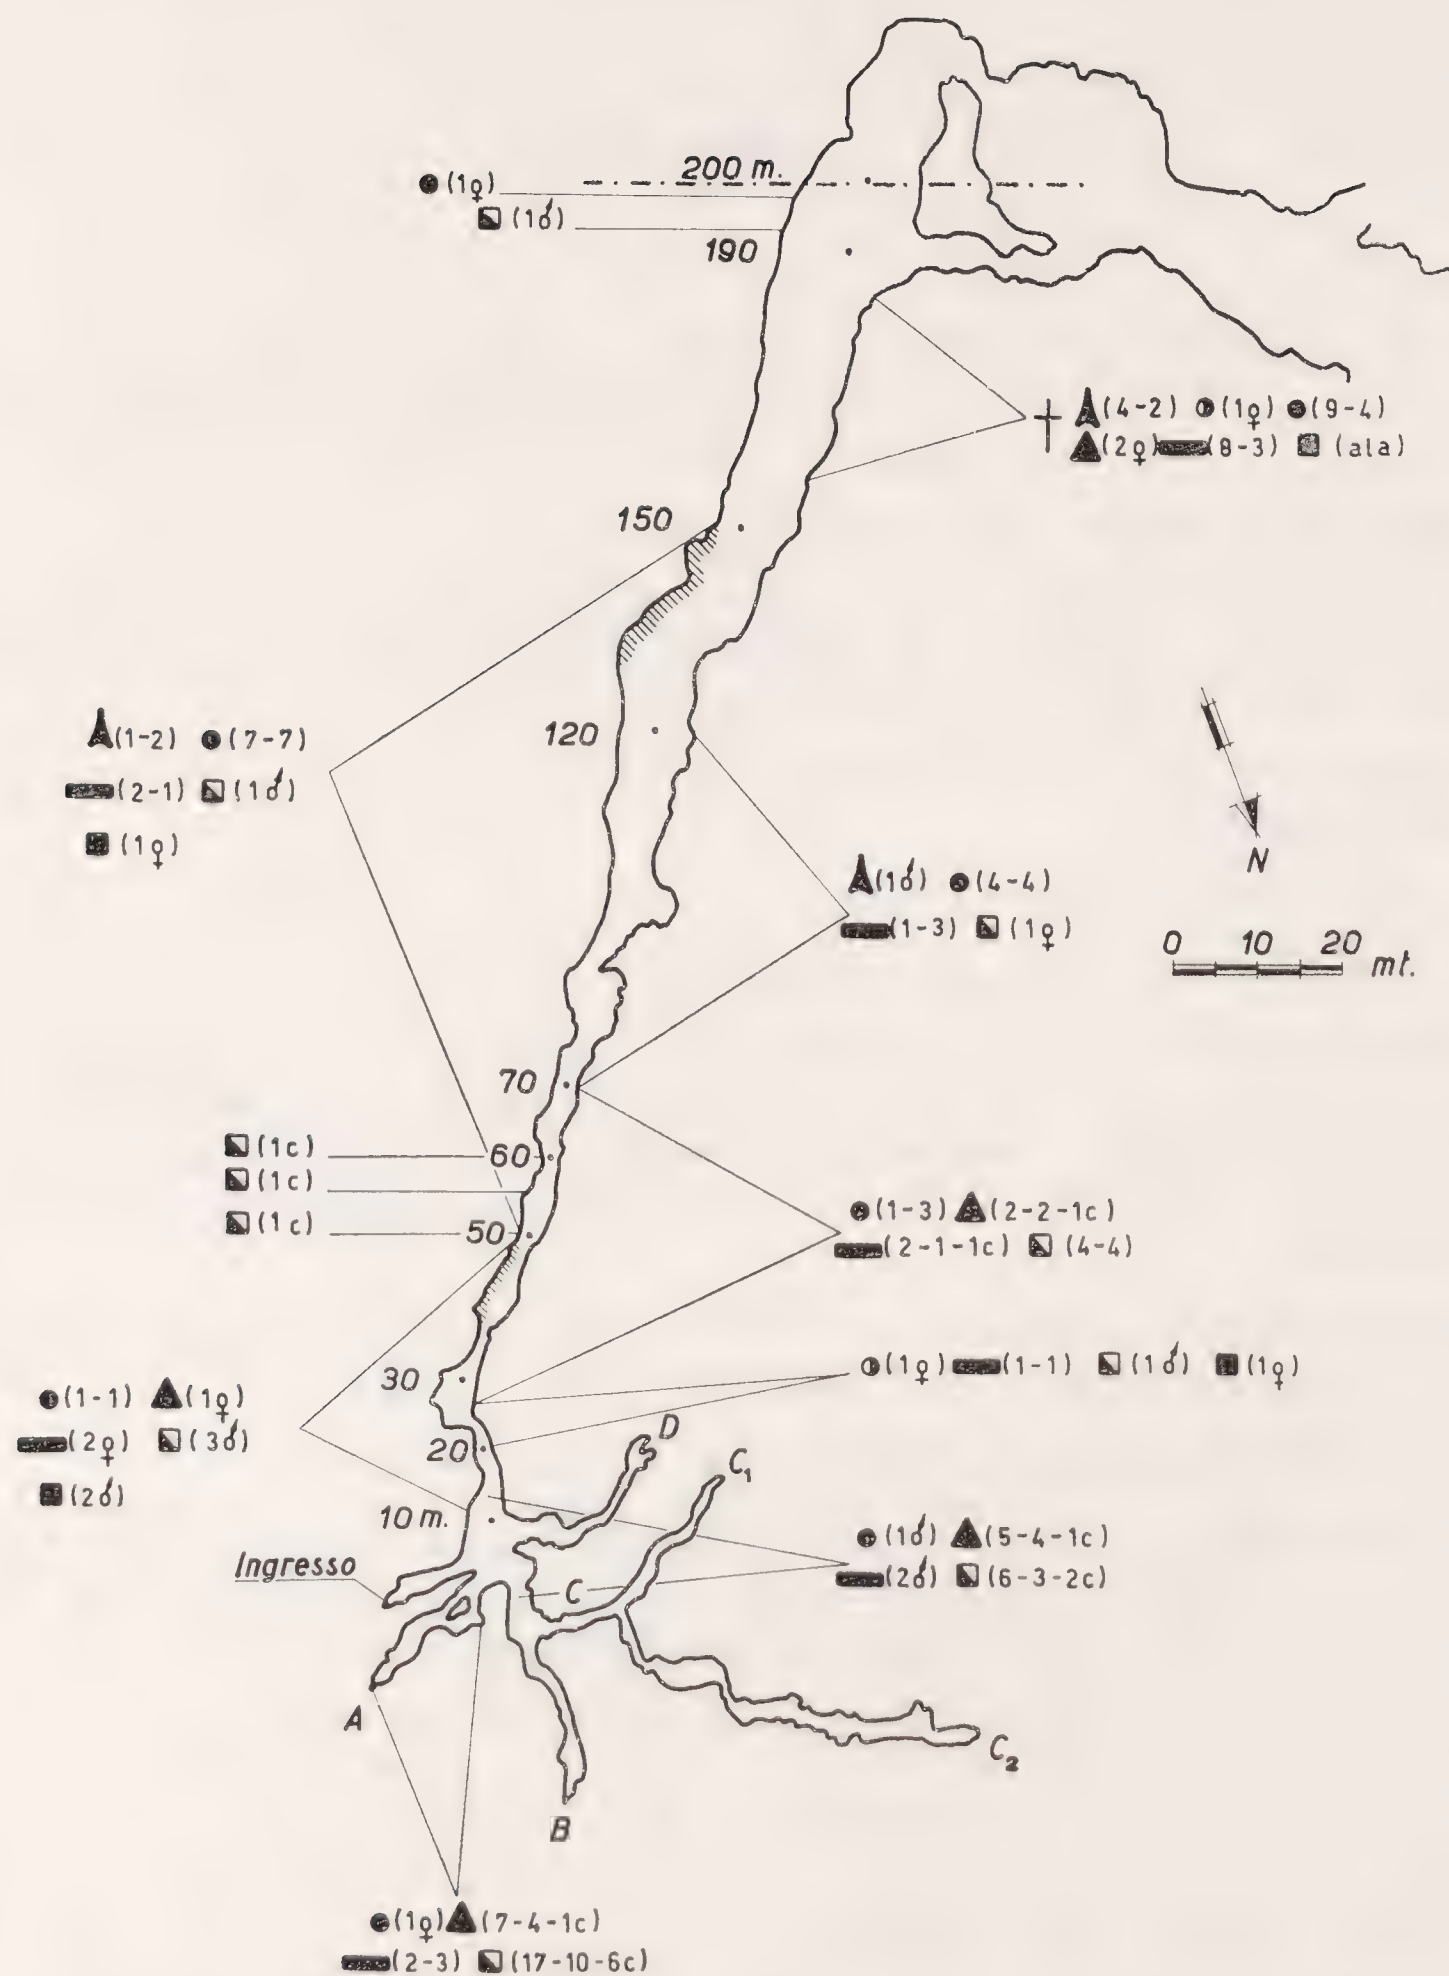 200 m.
(1♀)
(1♂)
190
(4-2) (1♀) (9-4)
(2♀) (8-3) (ala)
150
120
(1-2) (7-7)
(2-1) (1♂)
(1♀)
N
(1♂) (4-4)
(1-3) (1♀)
0 10 20 mt.
70
(1c)
60
(1c)
(1c)
50
(1-3) (2-2-1c)
(2-1-1c) (4-4)
(1♀) (1-1) (1♂) (1♀)
30
(1-1) (1♀)
(2♀) (3♂)
(2♂)
20
D
C1
10 m.
(1♂) (5-4-1c)
(2♂) (6-3-2c)
Ingresso
C
A
C2
B
(1♀) (7-4-1c)
(2-3) (17-10-6c)